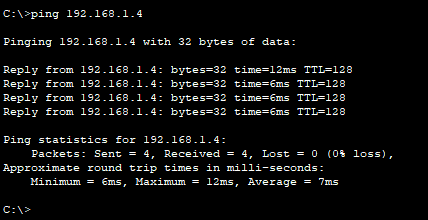 C:\>ping 192.168.1.4
Pinging 192.168.1.4 with 32 bytes of data:
Reply from 192.168.1.4: bytes=32 time=12ms TTL=128
Reply from 192.168.1.4: bytes=32 time=6ms TTL=128
Reply from 192.168.1.4: bytes=32 time=6ms TTL=128
Reply from 192.168.1.4: bytes=32 time=6ms TTL=128
Ping statistics for 192.168.1.4:
    Packets: Sent = 4, Received = 4, Lost = 0 (0% loss),
Approximate round trip times in milli-seconds:
    Minimum = 6ms, Maximum = 12ms, Average = 7ms
C:\>